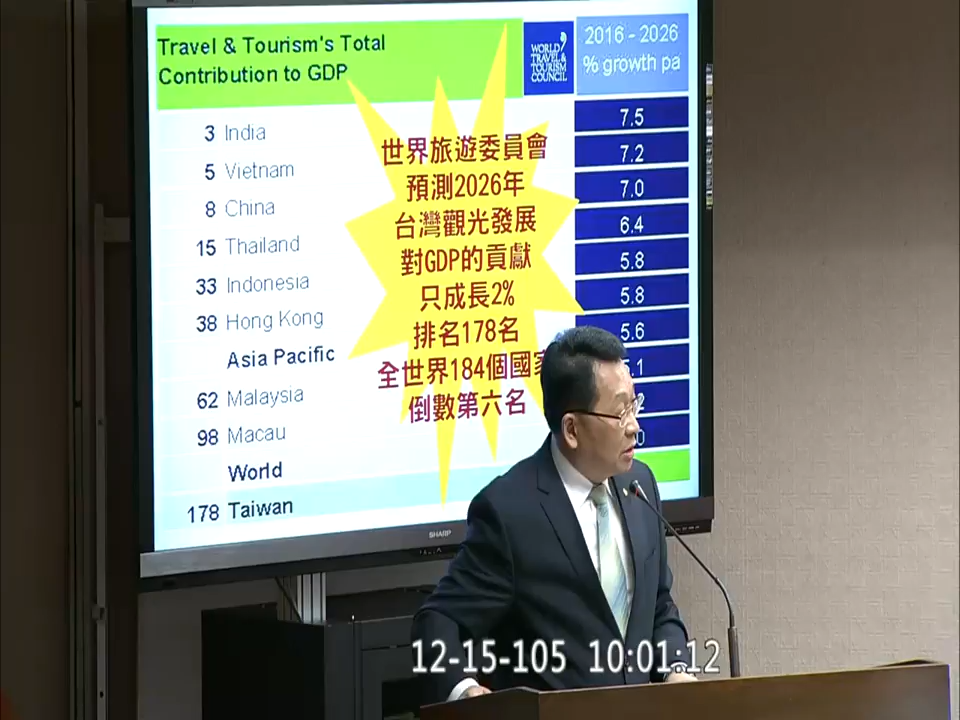 Travel & Tourism's Total
Contribution to GDP
WORLD
TRAVEL &
TOURISM
COUNCIL
2016 - 2026
% growth pa
3 India 7.5
5 Vietnam 7.2
8 China 7.0
15 Thailand 6.4
33 Indonesia 5.8
38 Hong Kong 5.8
Asia Pacific 5.6
62 Malaysia .1
98 Macau
World
178 Taiwan
世界旅遊委員會
預測2026年
台灣觀光發展
對GDP的貢獻
只成長2%
排名178名
全世界184個國家
倒數第六名
SHARP
12-15-105 10:01:12